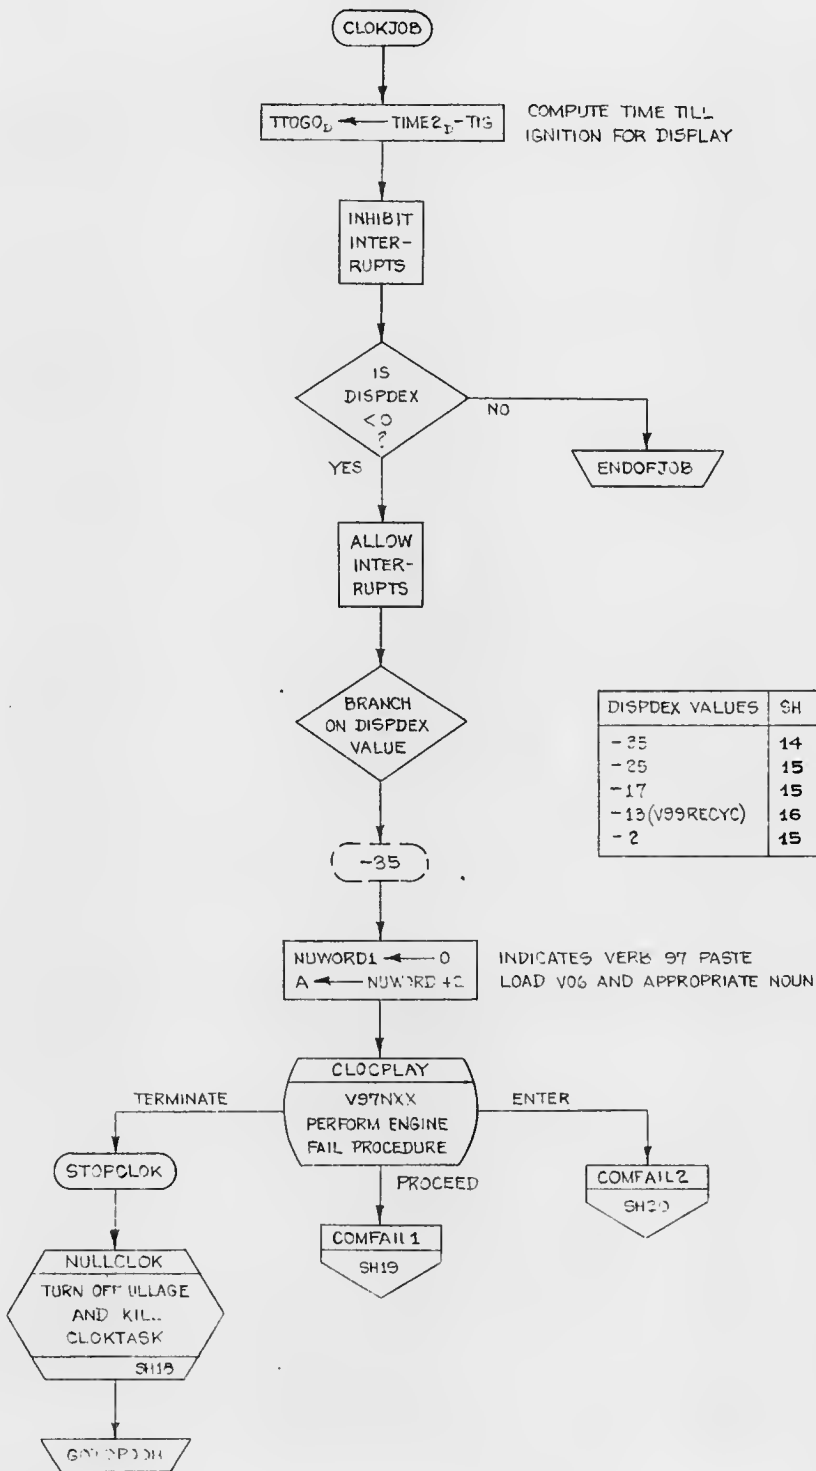 CLOKJOB
TTOGO_D ← TIME2_D-TIG
COMPUTE TIME TILL
IGNITION FOR DISPLAY
INHIBIT
INTER-
RUPTS
IS
DISPDEX
<0
?
NO
YES
ENDOFJOB
ALLOW
INTER-
RUPTS
BRANCH
ON DISPDEX
VALUE
DISPDEX VALUES SH
-35 14
-25 15
-17 15
-13(V99RECYC) 16
-2 15
-35
NUWORD1 ← 0
A ←
INDICATES VERB 97 PASTE
LOAD V06 AND APPROPRIATE NOUN
CLOCPLAY
V97NXX
PERFORM ENGINE
FAIL PROCEDURE
TERMINATE
ENTER
PROCEED
STOPCLOK
COMFAIL2
SH20
COMFAIL1
SH19
NULLCLOK
TURN OFF ULLAGE
AND
CLOKTASK
SH18